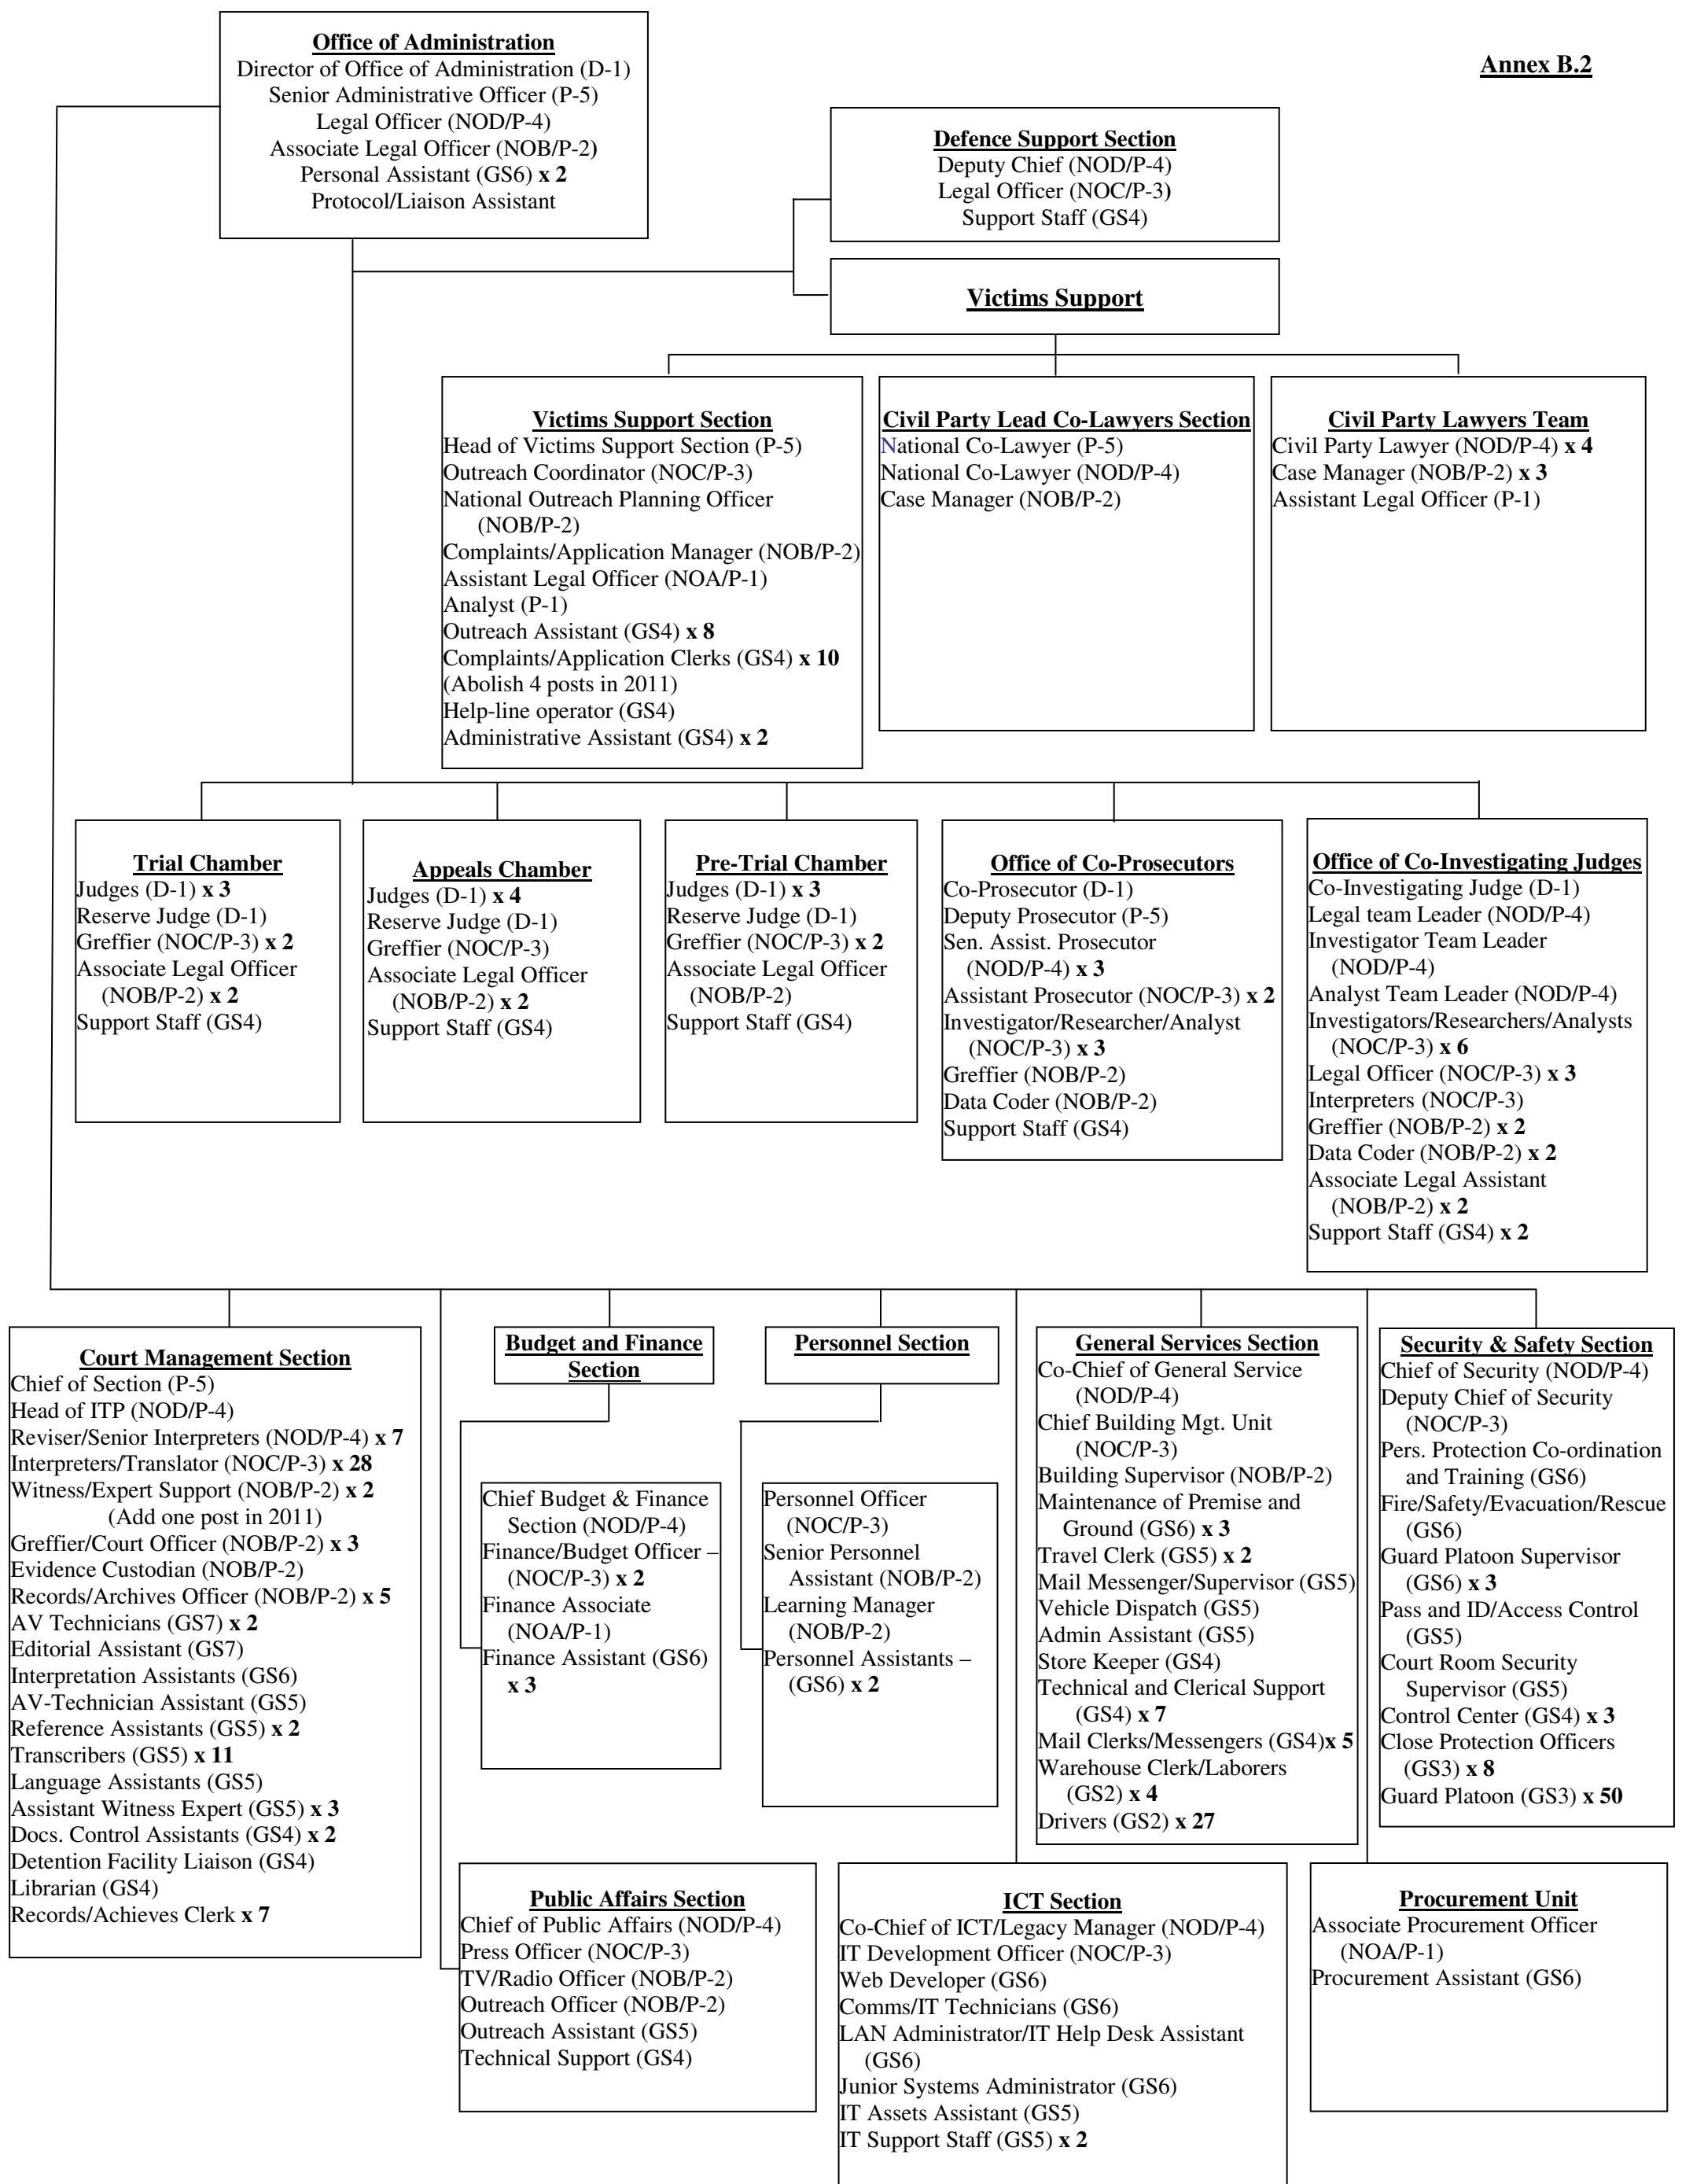 Annex B.2
Office of Administration
Director of Office of Administration (D-1)
Senior Administrative Officer (P-5)
Legal Officer (NOD/P-4)
Associate Legal Officer (NOB/P-2)
Personal Assistant (GS6) x 2
Protocol/Liaison Assistant
Defence Support Section
Deputy Chief (NOD/P-4)
Legal Officer (NOC/P-3)
Support Staff (GS4)
Victims Support
Victims Support Section
Head of Victims Support Section (P-5)
Outreach Coordinator (NOC/P-3)
National Outreach Planning Officer
(NOB/P-2)
Complaints/Application Manager (NOB/P-2)
Assistant Legal Officer (NOA/P-1)
Analyst (P-1)
Outreach Assistant (GS4) x 8
Complaints/Application Clerks (GS4) x 10
(Abolish 4 posts in 2011)
Help-line operator (GS4)
Administrative Assistant (GS4) x 2
Civil Party Lead Co-Lawyers Section
National Co-Lawyer (P-5)
National Co-Lawyer (NOD/P-4)
Case Manager (NOB/P-2)
Civil Party Lawyers Team
Civil Party Lawyer (NOD/P-4) x 4
Case Manager (NOB/P-2) x 3
Assistant Legal Officer (P-1)
Trial Chamber
Judges (D-1) x 3
Reserve Judge (D-1)
Greffier (NOC/P-3) x 2
Associate Legal Officer
(NOB/P-2) x 2
Support Staff (GS4)
Appeals Chamber
Judges (D-1) x 4
Reserve Judge (D-1)
Greffier (NOC/P-3)
Associate Legal Officer
(NOB/P-2) x 2
Support Staff (GS4)
Pre-Trial Chamber
Judges (D-1) x 3
Reserve Judge (D-1)
Greffier (NOC/P-3) x 2
Associate Legal Officer
(NOB/P-2)
Support Staff (GS4)
Office of Co-Prosecutors
Co-Prosecutor (D-1)
Deputy Prosecutor (P-5)
Sen. Assist. Prosecutor
(NOD/P-4) x 3
Assistant Prosecutor (NOC/P-3) x 2
Investigator/Researcher/Analyst
(NOC/P-3) x 3
Greffier (NOB/P-2)
Data Coder (NOB/P-2)
Support Staff (GS4)
Office of Co-Investigating Judges
Co-Investigating Judge (D-1)
Legal team Leader (NOD/P-4)
Investigator Team Leader
(NOD/P-4)
Analyst Team Leader (NOD/P-4)
Investigators/Researchers/Analysts
(NOC/P-3) x 6
Legal Officer (NOC/P-3) x 3
Interpreters (NOC/P-3)
Greffier (NOB/P-2) x 2
Data Coder (NOB/P-2) x 2
Associate Legal Assistant
(NOB/P-2) x 2
Support Staff (GS4) x 2
Court Management Section
Chief of Section (P-5)
Head of ITP (NOD/P-4)
Reviser/Senior Interpreters (NOD/P-4) x 7
Interpreters/Translator (NOC/P-3) x 28
Witness/Expert Support (NOB/P-2) x 2
(Add one post in 2011)
Greffier/Court Officer (NOB/P-2) x 3
Evidence Custodian (NOB/P-2)
Records/Archives Officer (NOB/P-2) x 5
AV Technicians (GS7) x 2
Editorial Assistant (GS7)
Interpretation Assistants (GS6)
AV-Technician Assistant (GS5)
Reference Assistants (GS5) x 2
Transcribers (GS5) x 11
Language Assistants (GS5)
Assistant Witness Expert (GS5) x 3
Docs. Control Assistants (GS4) x 2
Detention Facility Liaison (GS4)
Librarian (GS4)
Records/Achieves Clerk x 7
Budget and Finance
Section
Chief Budget & Finance
Section (NOD/P-4)
Finance/Budget Officer –
(NOC/P-3) x 2
Finance Associate
(NOA/P-1)
Finance Assistant (GS6)
x 3
Personnel Section
Personnel Officer
(NOC/P-3)
Senior Personnel
Assistant (NOB/P-2)
Learning Manager
(NOB/P-2)
Personnel Assistants –
(GS6) x 2
General Services Section
Co-Chief of General Service
(NOD/P-4)
Chief Building Mgt. Unit
(NOC/P-3)
Building Supervisor (NOB/P-2)
Maintenance of Premise and
Ground (GS6) x 3
Travel Clerk (GS5) x 2
Mail Messenger/Supervisor (GS5)
Vehicle Dispatch (GS5)
Admin Assistant (GS5)
Store Keeper (GS4)
Technical and Clerical Support
(GS4) x 7
Mail Clerks/Messengers (GS4)x 5
Warehouse Clerk/Laborers
(GS2) x 4
Drivers (GS2) x 27
Security & Safety Section
Chief of Security (NOD/P-4)
Deputy Chief of Security
(NOC/P-3)
Pers. Protection Co-ordination
and Training (GS6)
Fire/Safety/Evacuation/Rescue
(GS6)
Guard Platoon Supervisor
(GS6) x 3
Pass and ID/Access Control
(GS5)
Court Room Security
Supervisor (GS5)
Control Center (GS4) x 3
Close Protection Officers
(GS3) x 8
Guard Platoon (GS3) x 50
Public Affairs Section
Chief of Public Affairs (NOD/P-4)
Press Officer (NOC/P-3)
TV/Radio Officer (NOB/P-2)
Outreach Officer (NOB/P-2)
Outreach Assistant (GS5)
Technical Support (GS4)
ICT Section
Co-Chief of ICT/Legacy Manager (NOD/P-4)
IT Development Officer (NOC/P-3)
Web Developer (GS6)
Comms/IT Technicians (GS6)
LAN Administrator/IT Help Desk Assistant
(GS6)
Junior Systems Administrator (GS6)
IT Assets Assistant (GS5)
IT Support Staff (GS5) x 2
Procurement Unit
Associate Procurement Officer
(NOA/P-1)
Procurement Assistant (GS6)